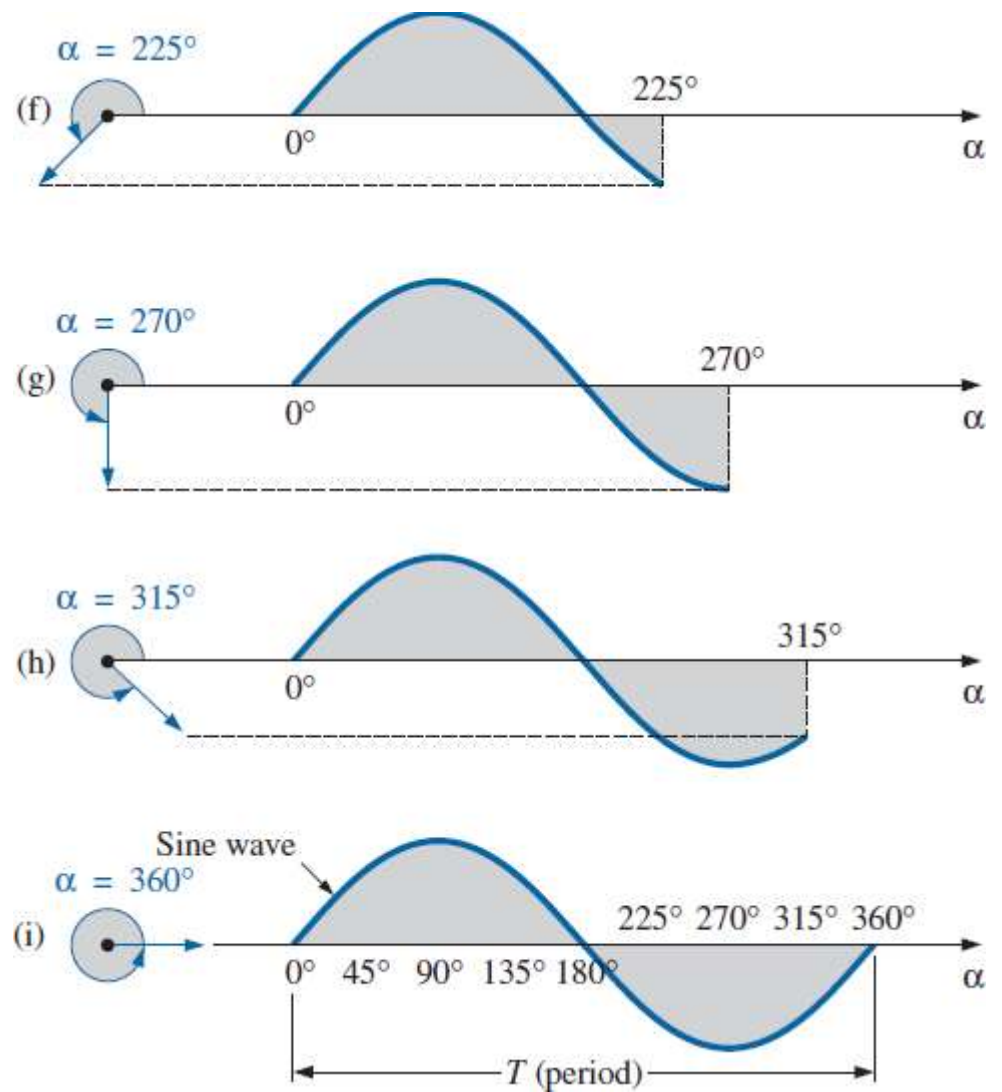 α = 225°
(f)
225°
0°
α
α = 270°
(g)
270°
0°
α
α = 315°
(h)
315°
0°
α
Sine wave
α = 360°
(i)
225° 270° 315° 360°
0° 45° 90° 135° 180°
α
T (period)